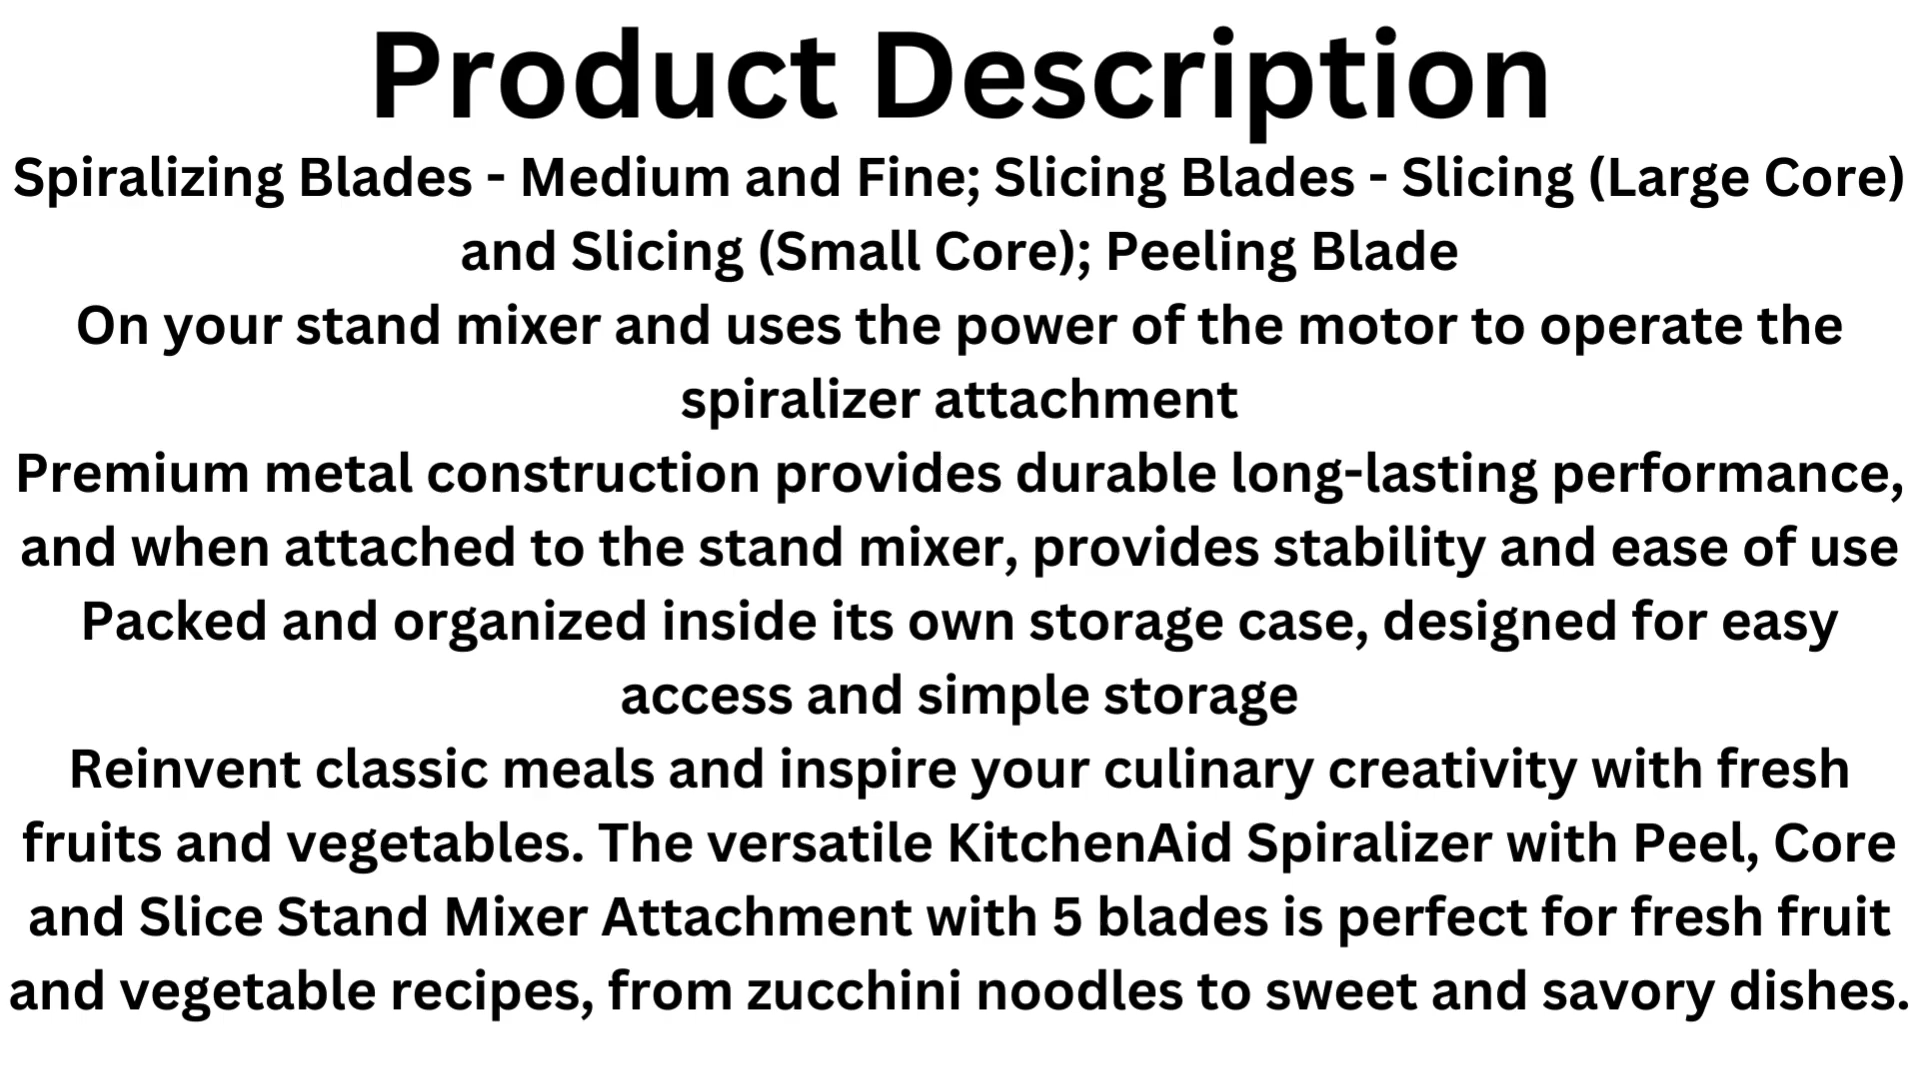 Product Description
Spiralizing Blades - Medium and Fine; Slicing Blades - Slicing (Large Core)
and Slicing (Small Core); Peeling Blade
On your stand mixer and uses the power of the motor to operate the
spiralizer attachment
Premium metal construction provides durable long-lasting performance,
and when attached to the stand mixer, provides stability and ease of use
Packed and organized inside its own storage case, designed for easy
access and simple storage
Reinvent classic meals and inspire your culinary creativity with fresh
fruits and vegetables. The versatile KitchenAid Spiralizer with Peel, Core
and Slice Stand Mixer Attachment with 5 blades is perfect for fresh fruit
and vegetable recipes, from zucchini noodles to sweet and savory dishes.